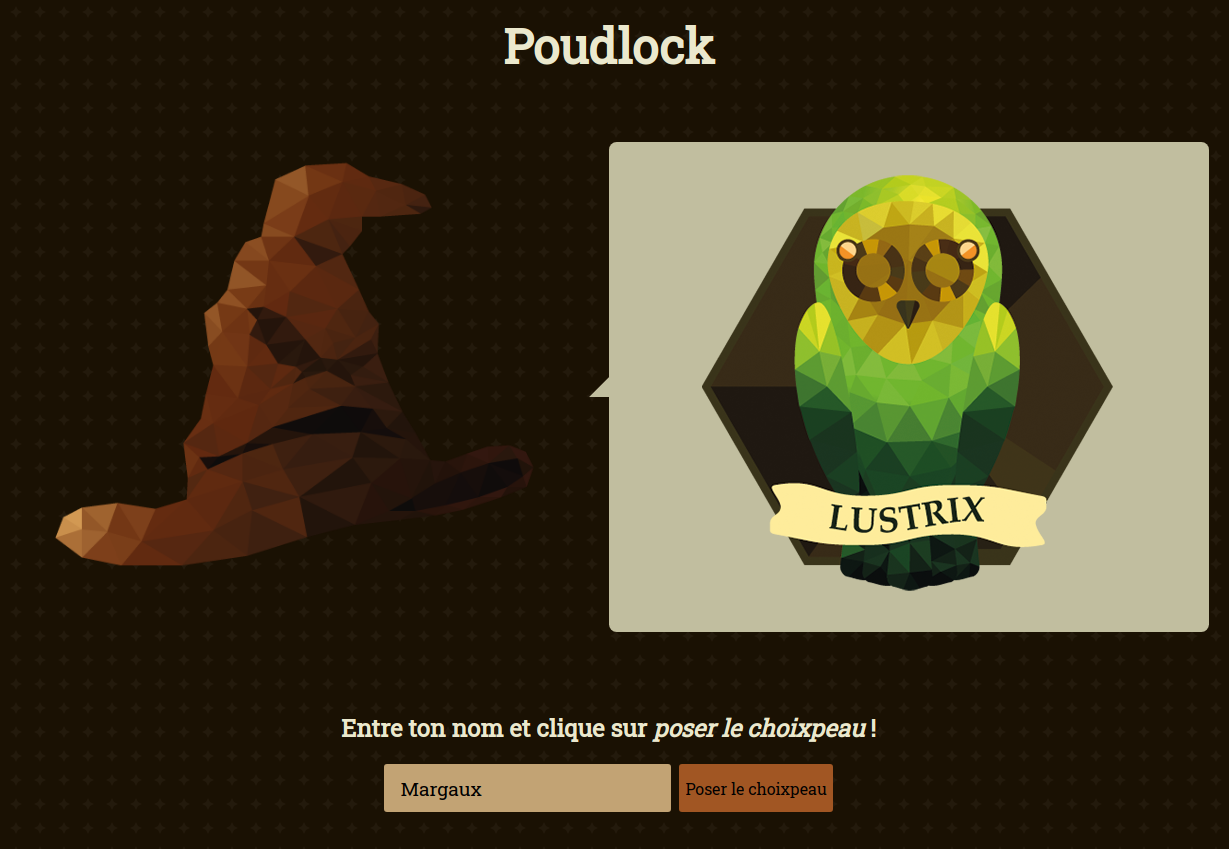 Poudlock
LUSTRIX
Entre ton nom et clique sur poser le choixpeau !
Margaux
Poser le choixpeau